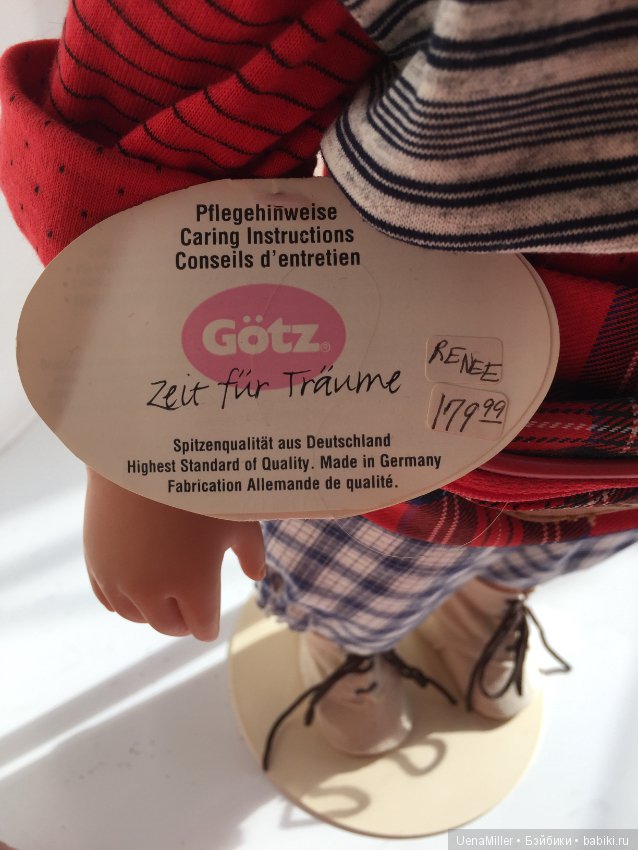 Pflegehinweise
Caring Instructions
Conseils d'entretien
Götz®
Zeit für Träume
RENEE
179 99
Spitzenqualität aus Deutschland
Highest Standard of Quality. Made in Germany
Fabrication Allemande de qualité.
UenaMiller • Бэйбики • babiki.ru